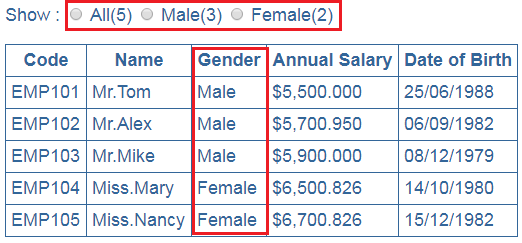 Show : All(5) Male(3) Female(2)
Code Name Gender Annual Salary Date of Birth
EMP101 Mr.Tom Male $5,500.000 25/06/1988
EMP102 Mr.Alex Male $5,700.950 06/09/1982
EMP103 Mr.Mike Male $5,900.000 08/12/1979
EMP104 Miss.Mary Female $6,500.826 14/10/1980
EMP105 Miss.Nancy Female $6,700.826 15/12/1982